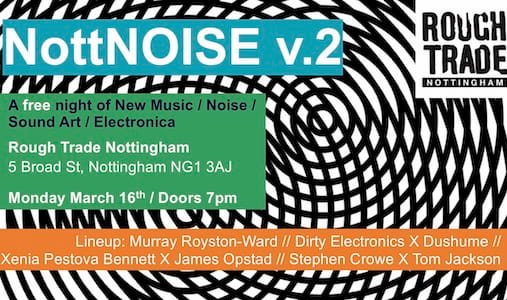 NottNOISE v.2
ROUGH
TRADE
NOTTINGHAM
A free night of New Music / Noise /
Sound Art / Electronica
Rough Trade Nottingham
5 Broad St, Nottingham NG1 3AJ
Monday March 16th / Doors 7pm
Lineup: Murray Royston-Ward // Dirty Electronics X Dushume //
Xenia Pestova Bennett X James Opstad // Stephen Crowe X Tom Jackson